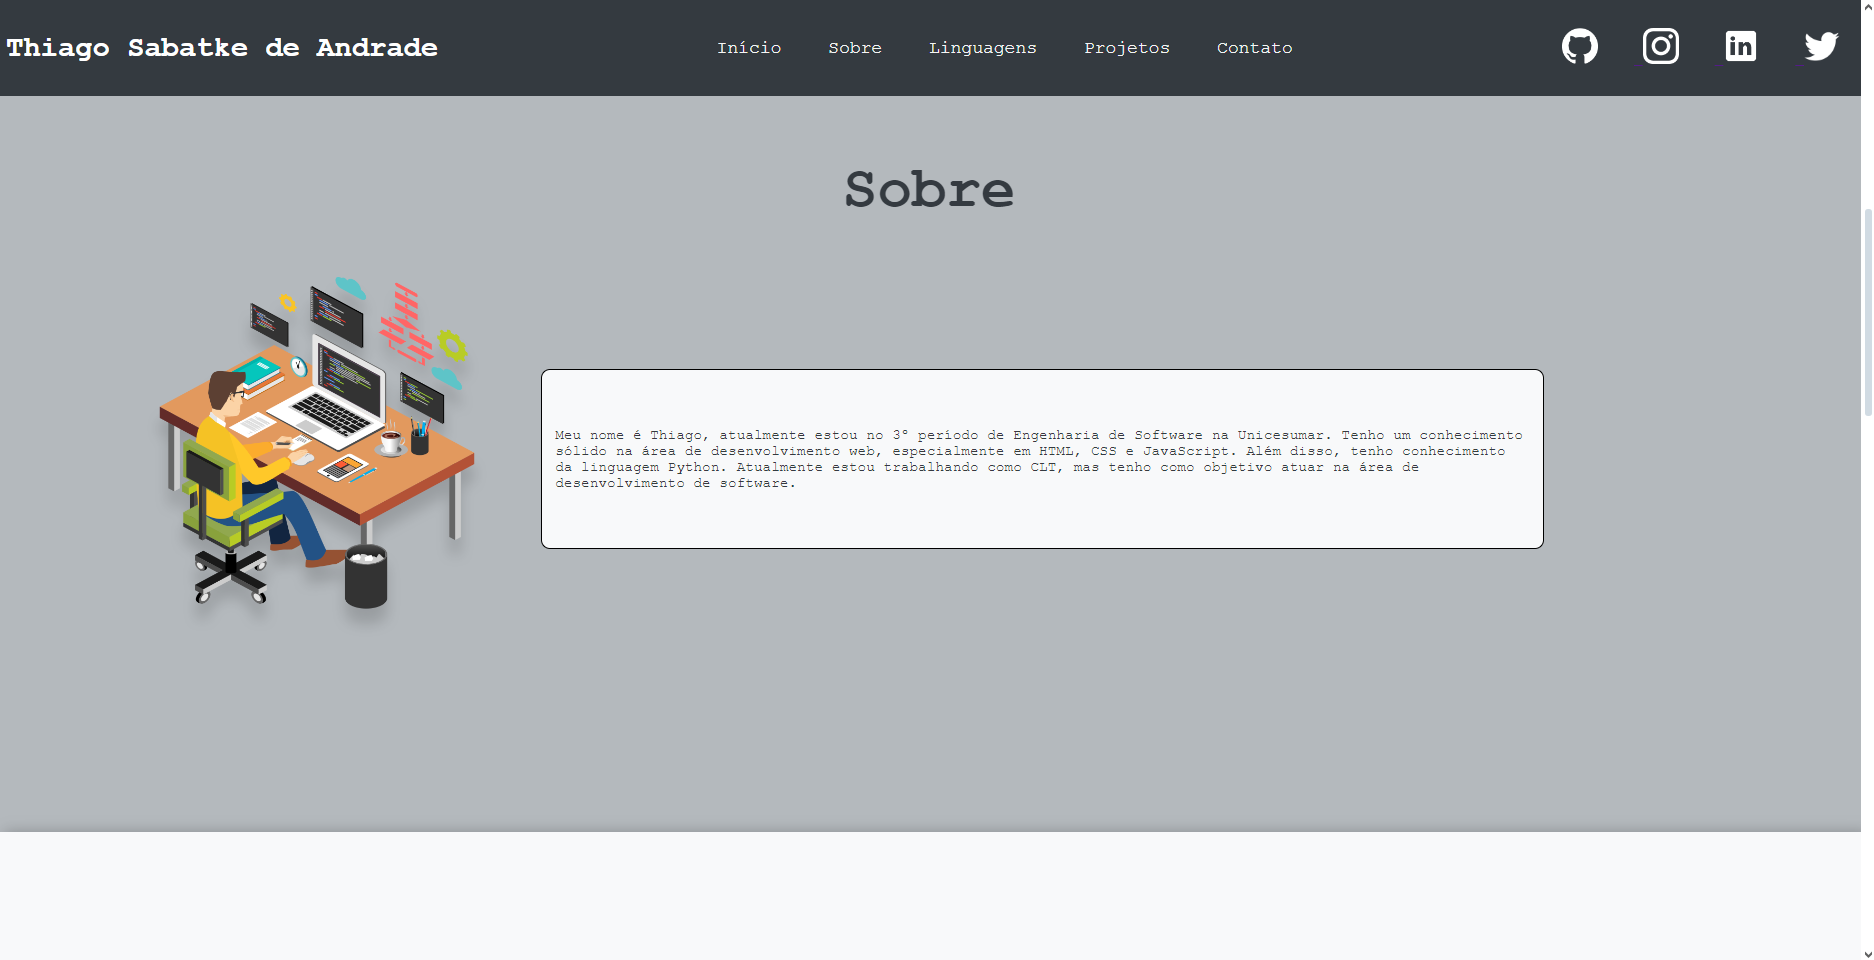 Thiago Sabatke de Andrade
Início Sobre Linguagens Projetos Contato
Sobre
Meu nome é Thiago, atualmente estou no 3º período de Engenharia de Software na Unicesumar. Tenho um conhecimento
sólido na área de desenvolvimento web, especialmente em HTML, CSS e JavaScript. Além disso, tenho conhecimento
da linguagem Python. Atualmente estou trabalhando como CLT, mas tenho como objetivo atuar na área de
desenvolvimento de software.